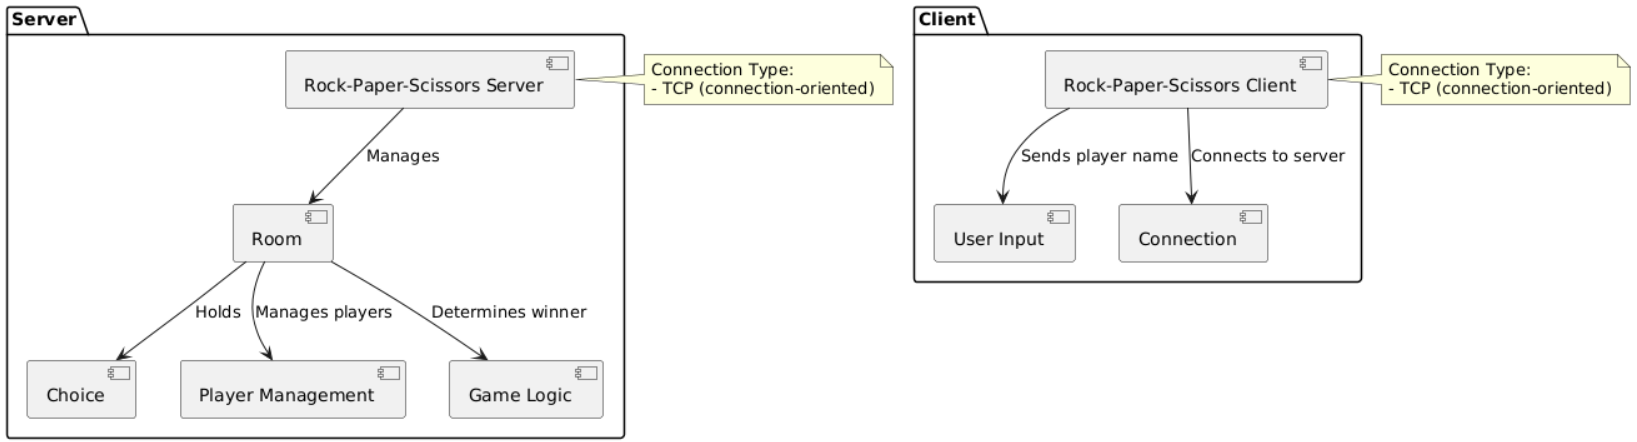 Server
Rock-Paper-Scissors Server
Connection Type:
- TCP (connection-oriented)
Manages
Room
Holds
Manages players
Determines winner
Choice
Player Management
Game Logic
Client
Rock-Paper-Scissors Client
Connection Type:
- TCP (connection-oriented)
Sends player name
Connects to server
User Input
Connection